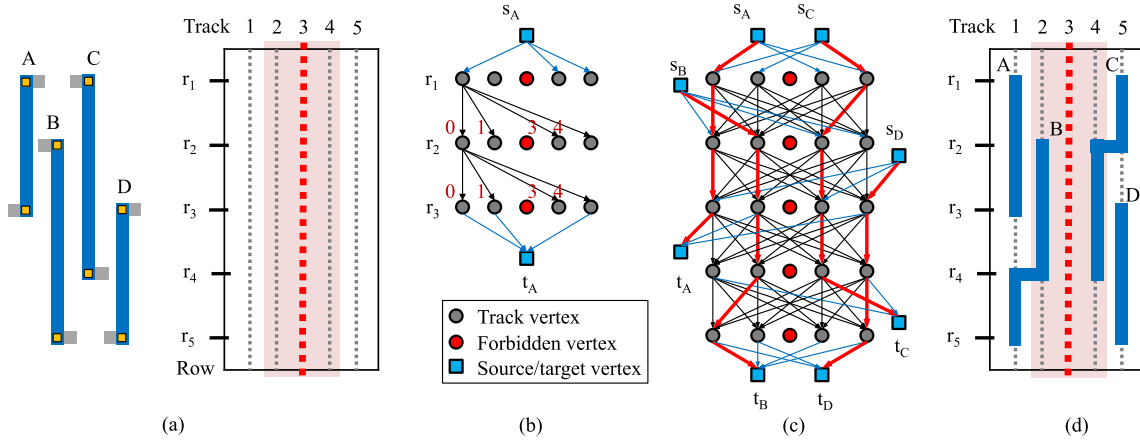 Track 1 2 3 4 5
A C
B
D
r1
r2
r3
r4
r5
Row
(a)
sA
r1
0 1 3 4
r2
0 1 3 4
r3
tA
Track vertex
Forbidden vertex
Source/target vertex
(b)
sA sC
sB
sD
tA
tC
tB tD
(c)
Track 1 2 3 4 5
r1
A C
r2
B
r3
D
r4
r5
(d)